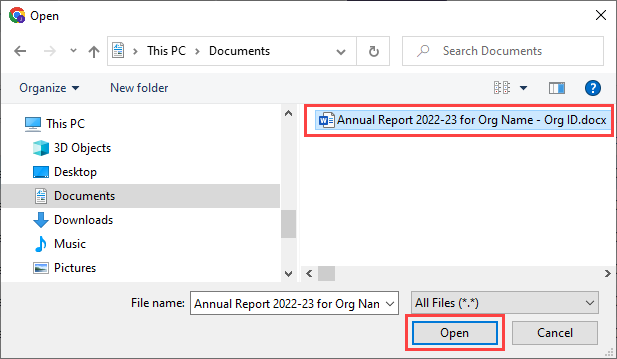 Open
This PC
Documents
Search Documents
Organize
New folder
?
This PC
Annual Report 2022-23 for Org Name - Org ID.docx
3D Objects
Desktop
Documents
Downloads
Music
Pictures
File name:
Annual Report 2022-23 for Org Nan
All Files (*.*)
Open
Cancel